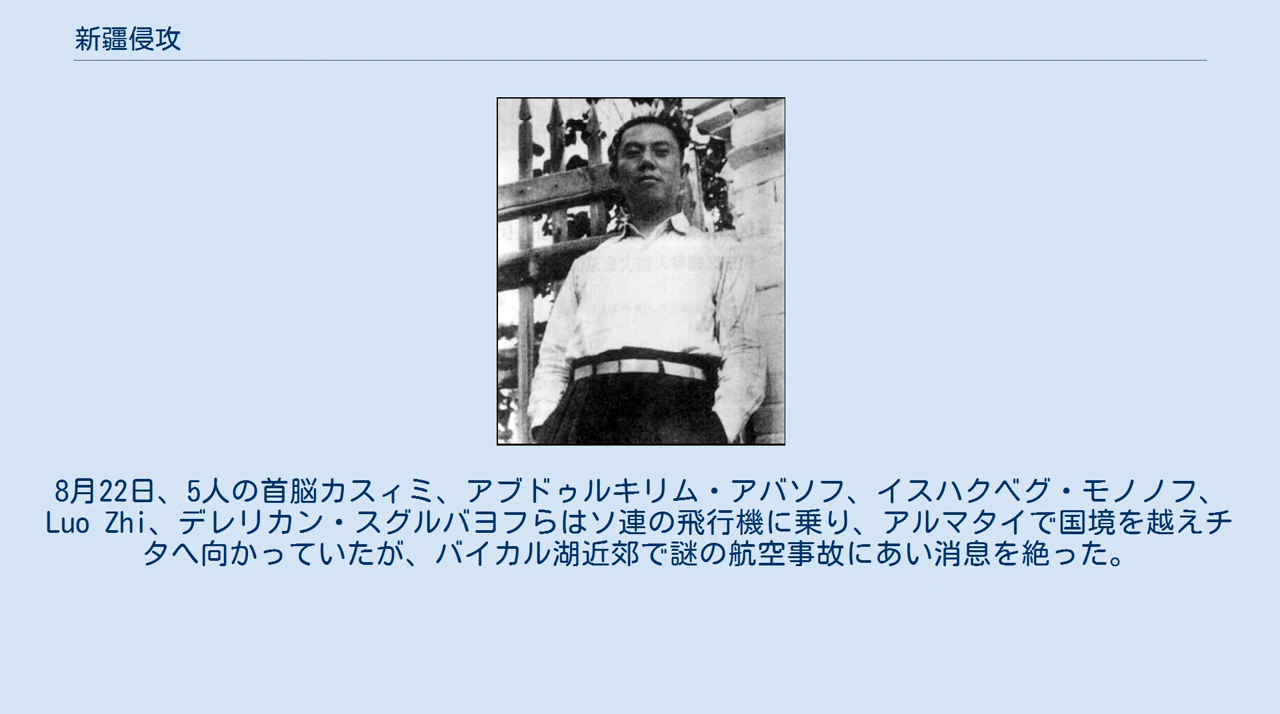 新疆侵攻
8月22日、5人の首脳カスィミ、アブドゥルキリム・アバソフ、イスハクベグ・モノノフ、
Luo Zhi、デレリカン・スグルバヨフらはソ連の飛行機に乗り、アルマタイで国境を越えチ
タへ向かっていたが、バイカル湖近郊で謎の航空事故にあい消息を絶った。